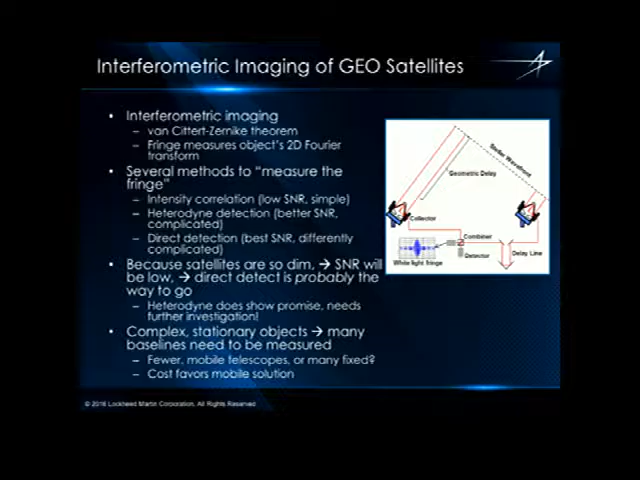 Interferometric Imaging of GEO Satellites
• Interferometric imaging
– van Cittert-Zernike theorem
– Fringe measures object's 2D Fourier
transform
• Several methods to "measure the
fringe"
– Intensity correlation (low SNR, simple)
– Heterodyne detection (better SNR,
complicated)
– Direct detection (best SNR, differently
complicated)
• Because satellites are so dim, → SNR will
be low, → direct detect is probably the
way to go
– Heterodyne does show promise, needs
further investigation!
• Complex, stationary objects → many
baselines need to be measured
– Fewer, mobile telescopes, or many fixed?
– Cost favors mobile solution
Stellar Wavefront
Geometric Delay
Collector
Combiner
Delay Line
Detector
White light fringe
© 2016 Lockheed Martin Corporation, All Rights Reserved